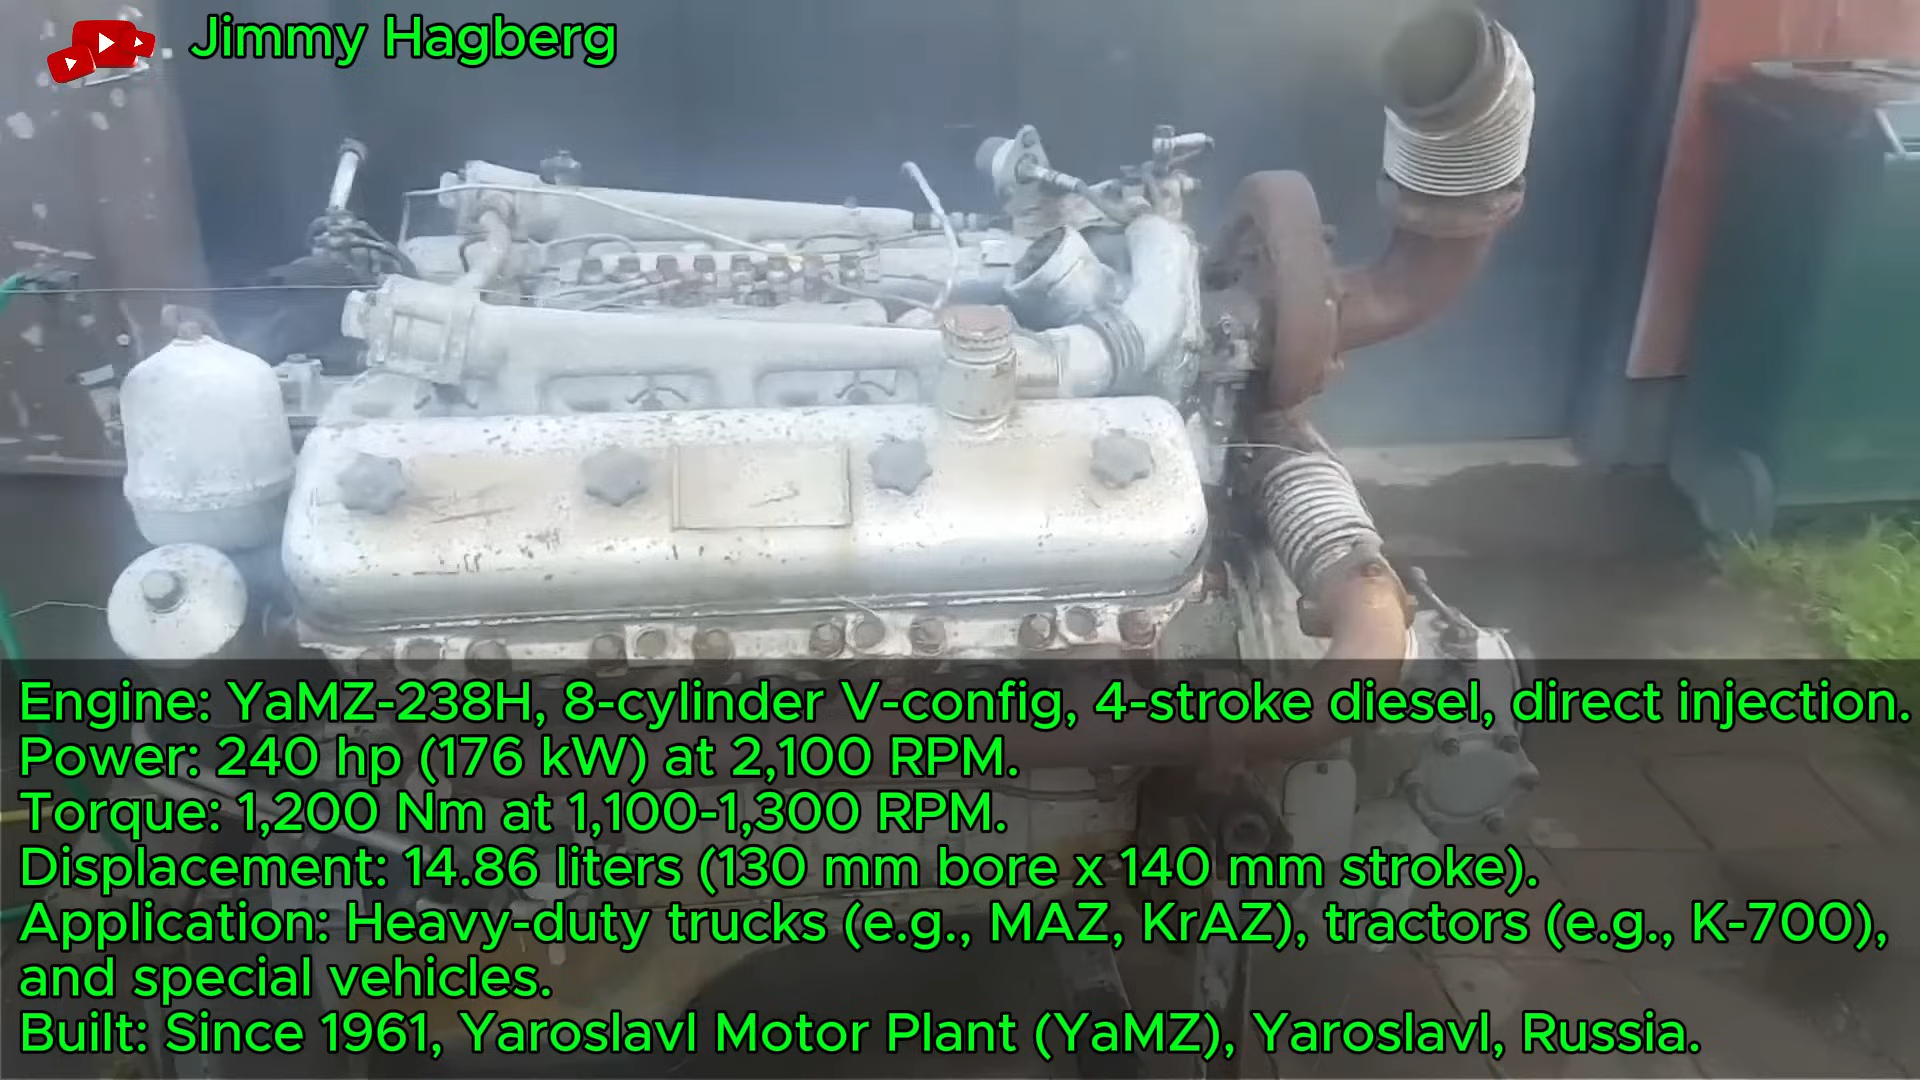 Jimmy Hagberg
Engine: YaMZ-238H, 8-cylinder V-config, 4-stroke diesel, direct injection.
Power: 240 hp (176 kW) at 2,100 RPM.
Torque: 1,200 Nm at 1,100-1,300 RPM.
Displacement: 14.86 liters (130 mm bore x 140 mm stroke).
Application: Heavy-duty trucks (e.g., MAZ, KrAZ), tractors (e.g., K-700),
and special vehicles.
Built: Since 1961, Yaroslavl Motor Plant (YaMZ), Yaroslavl, Russia.